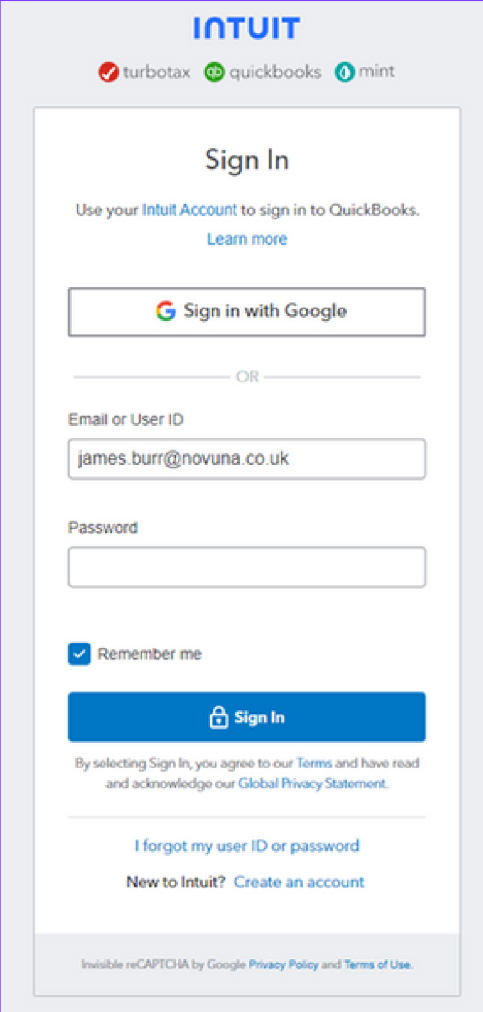 INTUIT
turbotax quickbooks mint
Sign In
Use your Intuit Account to sign in to QuickBooks.
Learn more
Sign in with Google
OR
Email or User ID
james.burr@novuna.co.uk
Password
Remember me
Sign In
By selecting Sign In, you agree to our Terms and have read
and acknowledge our Global Privacy Statement.
I forgot my user ID or password
New to Intuit? Create an account
Invisible reCAPTCHA by Google Privacy Policy and Terms of Use.